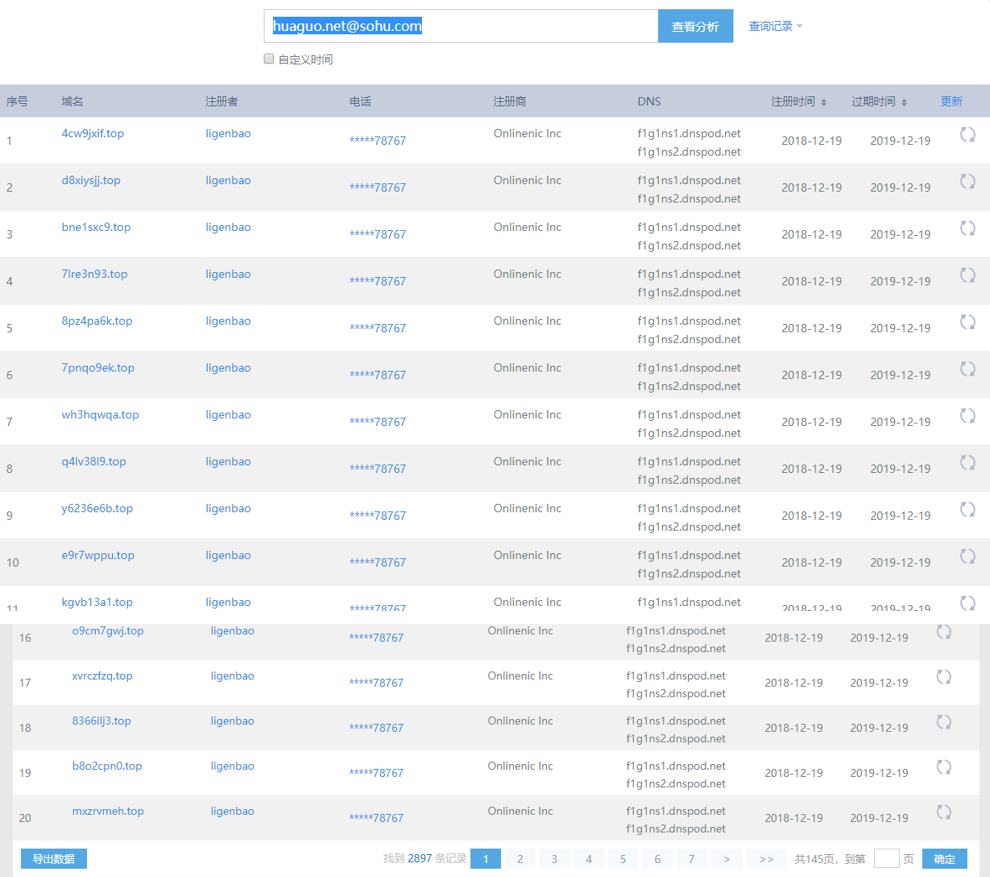 huaguo.net@sohu.com 查看分析 查询记录
自定义时间
序号 域名 注册者 电话 注册商 DNS 注册时间 过期时间 更新
1 4cw9jxif.top ligenbao *****78767 Onlinenic Inc f1g1ns1.dnspod.net 2018-12-19 2019-12-19
f1g1ns2.dnspod.net
2 d8xiysjj.top ligenbao *****78767 Onlinenic Inc f1g1ns1.dnspod.net 2018-12-19 2019-12-19
f1g1ns2.dnspod.net
3 bne1sxc9.top ligenbao *****78767 Onlinenic Inc f1g1ns1.dnspod.net 2018-12-19 2019-12-19
f1g1ns2.dnspod.net
4 7lre3n93.top ligenbao *****78767 Onlinenic Inc f1g1ns1.dnspod.net 2018-12-19 2019-12-19
f1g1ns2.dnspod.net
5 8pz4pa6k.top ligenbao *****78767 Onlinenic Inc f1g1ns1.dnspod.net 2018-12-19 2019-12-19
f1g1ns2.dnspod.net
6 7pnqo9ek.top ligenbao *****78767 Onlinenic Inc f1g1ns1.dnspod.net 2018-12-19 2019-12-19
f1g1ns2.dnspod.net
7 wh3hqwqa.top ligenbao *****78767 Onlinenic Inc f1g1ns1.dnspod.net 2018-12-19 2019-12-19
f1g1ns2.dnspod.net
8 q4lv38l9.top ligenbao *****78767 Onlinenic Inc f1g1ns1.dnspod.net 2018-12-19 2019-12-19
f1g1ns2.dnspod.net
9 y6236e6b.top ligenbao *****78767 Onlinenic Inc f1g1ns1.dnspod.net 2018-12-19 2019-12-19
f1g1ns2.dnspod.net
10 e9r7wppu.top ligenbao *****78767 Onlinenic Inc f1g1ns1.dnspod.net 2018-12-19 2019-12-19
f1g1ns2.dnspod.net
11 kgvb13a1.top ligenbao *****78767 Onlinenic Inc f1g1ns1.dnspod.net 2018-12-19 2019-12-19
16 o9cm7gwj.top ligenbao *****78767 Onlinenic Inc f1g1ns1.dnspod.net 2018-12-19 2019-12-19
f1g1ns2.dnspod.net
17 xvrczfzq.top ligenbao *****78767 Onlinenic Inc f1g1ns1.dnspod.net 2018-12-19 2019-12-19
f1g1ns2.dnspod.net
18 8366ilj3.top ligenbao *****78767 Onlinenic Inc f1g1ns1.dnspod.net 2018-12-19 2019-12-19
f1g1ns2.dnspod.net
19 b8o2cpn0.top ligenbao *****78767 Onlinenic Inc f1g1ns1.dnspod.net 2018-12-19 2019-12-19
f1g1ns2.dnspod.net
20 mxzrvmeh.top ligenbao *****78767 Onlinenic Inc f1g1ns1.dnspod.net 2018-12-19 2019-12-19
f1g1ns2.dnspod.net
导出数据 找到 2897 条记录 1 2 3 4 5 6 7 > >> 共145页，到第 页 确定